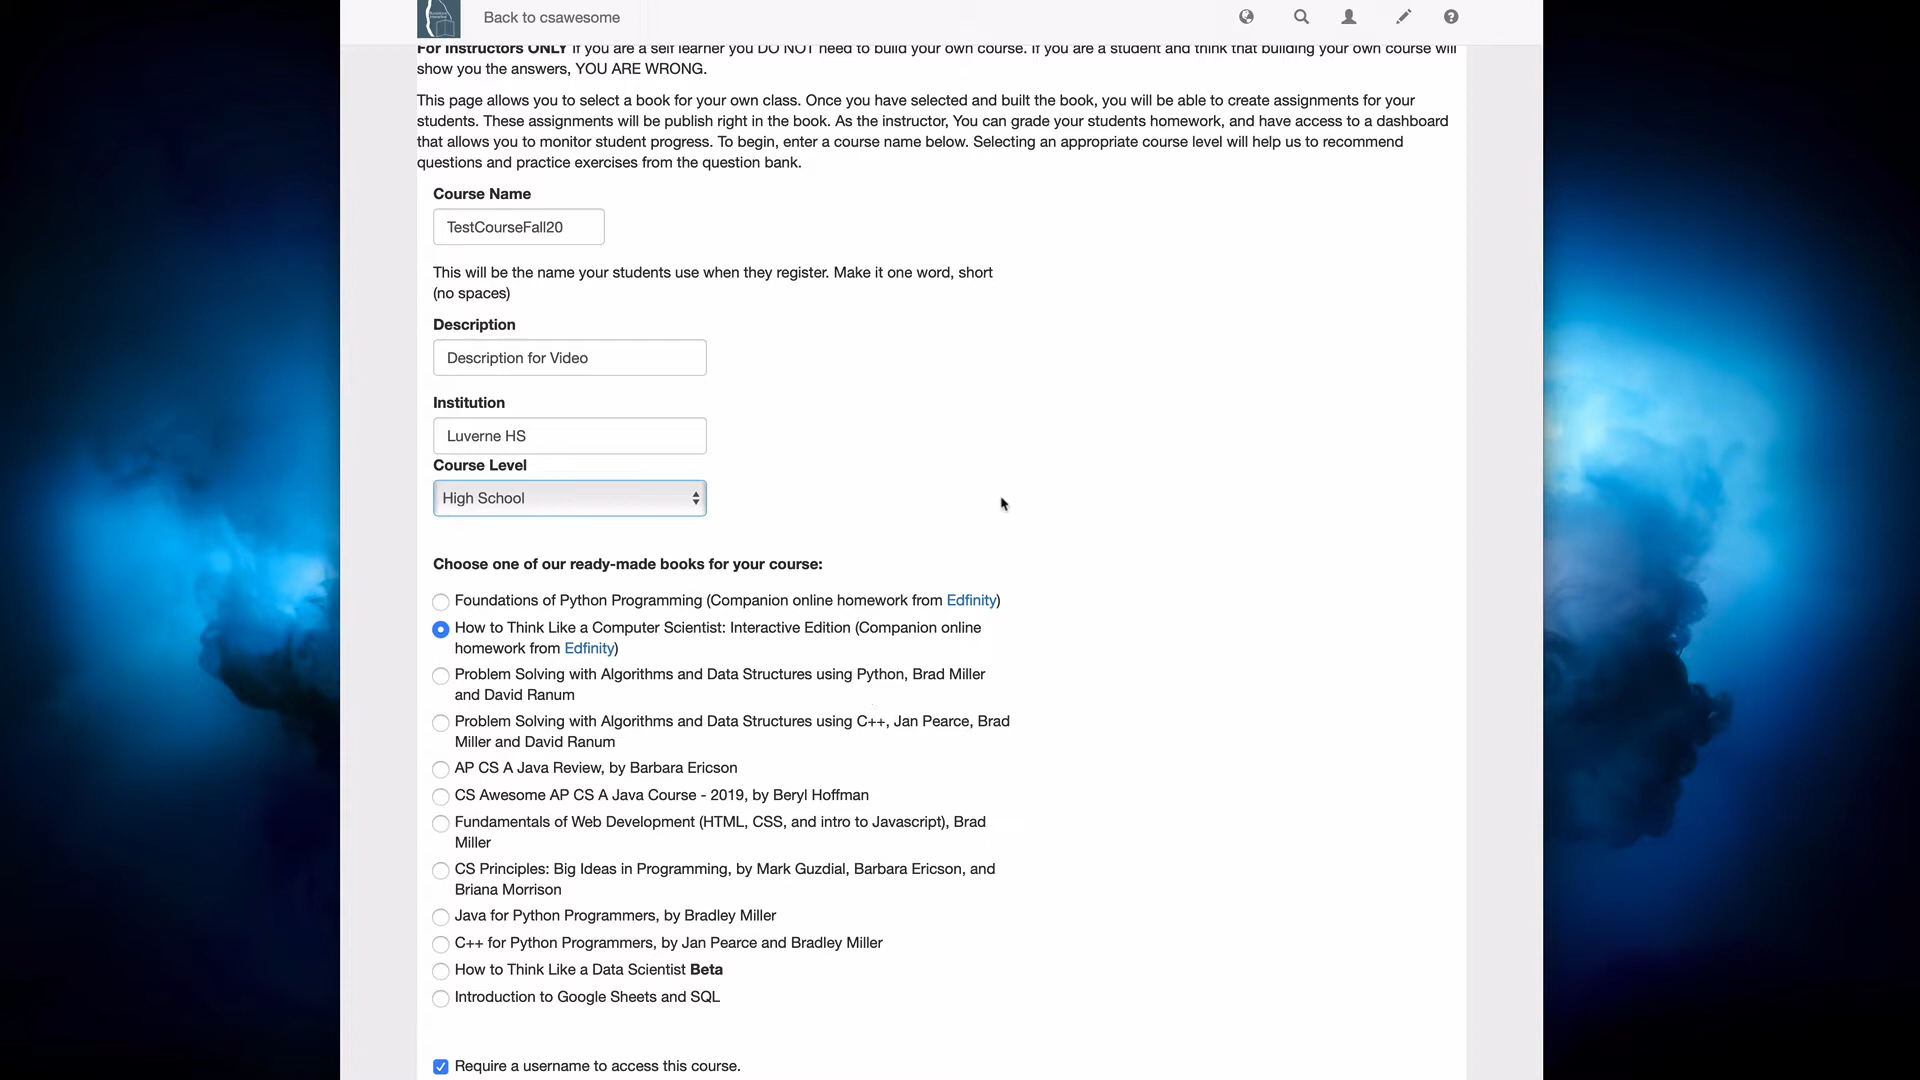 Back to csawesome
For Instructors ONLY If you are a self learner you DO NOT need to build your own course. If you are a student and think that building your own course will
show you the answers, YOU ARE WRONG.
This page allows you to select a book for your own class. Once you have selected and built the book, you will be able to create assignments for your
students. These assignments will be publish right in the book. As the instructor, You can grade your students homework, and have access to a dashboard
that allows you to monitor student progress. To begin, enter a course name below. Selecting an appropriate course level will help us to recommend
questions and practice exercises from the question bank.
Course Name
TestCourseFall20
This will be the name your students use when they register. Make it one word, short
(no spaces)
Description
Description for Video
Institution
Luverne HS
Course Level
High School
Choose one of our ready-made books for your course:
Foundations of Python Programming (Companion online homework from Edfinity)
How to Think Like a Computer Scientist: Interactive Edition (Companion online
homework from Edfinity)
Problem Solving with Algorithms and Data Structures using Python, Brad Miller
and David Ranum
Problem Solving with Algorithms and Data Structures using C++, Jan Pearce, Brad
Miller and David Ranum
AP CS A Java Review, by Barbara Ericson
CS Awesome AP CS A Java Course - 2019, by Beryl Hoffman
Fundamentals of Web Development (HTML, CSS, and intro to Javascript), Brad
Miller
CS Principles: Big Ideas in Programming, by Mark Guzdial, Barbara Ericson, and
Briana Morrison
Java for Python Programmers, by Bradley Miller
C++ for Python Programmers, by Jan Pearce and Bradley Miller
How to Think Like a Data Scientist Beta
Introduction to Google Sheets and SQL
Require a username to access this course.